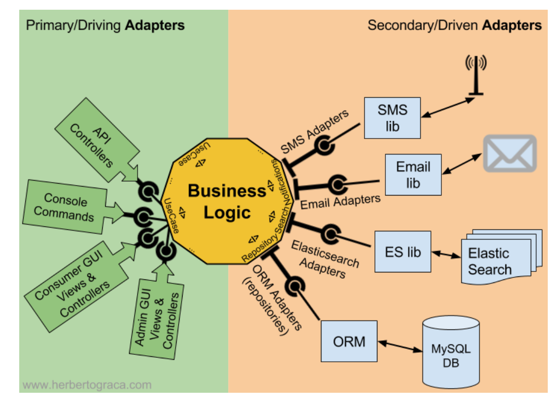 Primary/Driving Adapters
Secondary/Driven Adapters
API
Controllers
Console
Commands
Consumer GUI
Views &
Controllers
Admin GUI
Views &
Controllers
UseCase
...
UseCase
...
Business
Logic
...
Notifications
Search
Repository
...
SMS Adapters
SMS
lib
Email Adapters
Email
lib
Elasticsearch
Adapters
ES lib
Elastic
Search
ORM Adapters
(repositories)
ORM
MySQL
DB
www.herbertograca.com